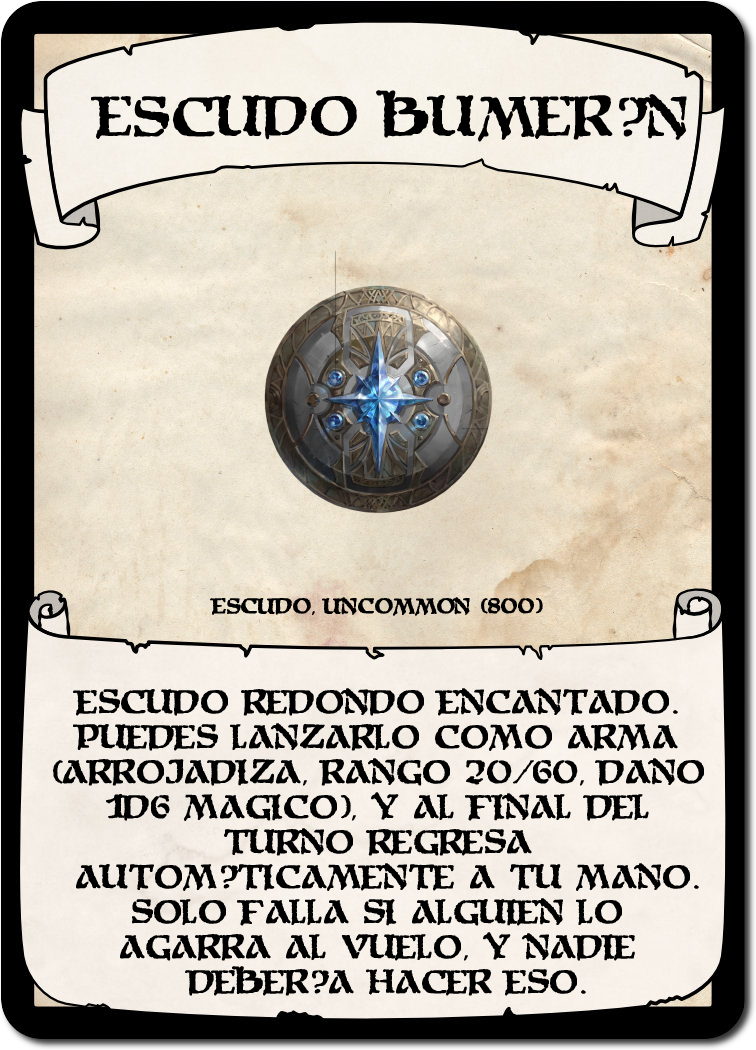 ESCUDO BUMER?N
ESCUDO, UNCOMMON (800)
ESCUDO REDONDO ENCANTADO.
PUEDES LANZARLO COMO ARMA
(ARROJADIZA, RANGO 20/60, DANO
1D6 MAGICO), Y AL FINAL DEL
TURNO REGRESA
AUTOM?TICAMENTE A TU MANO.
SOLO FALLA SI ALGUIEN LO
AGARRA AL VUELO, Y NADIE
DEBER?A HACER ESO.